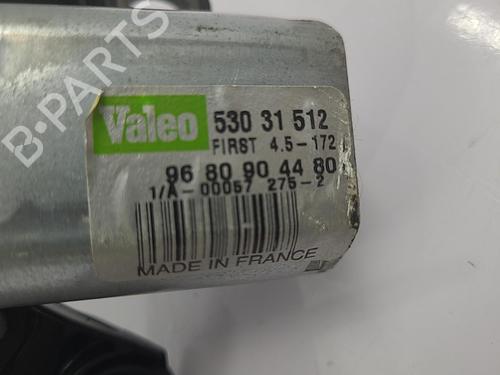 B-PARTS
Valeo 530 31 512
FIRST 4.5-172
96 80 90 44 80
1/A-00057 275-2
MADE IN FRANCE